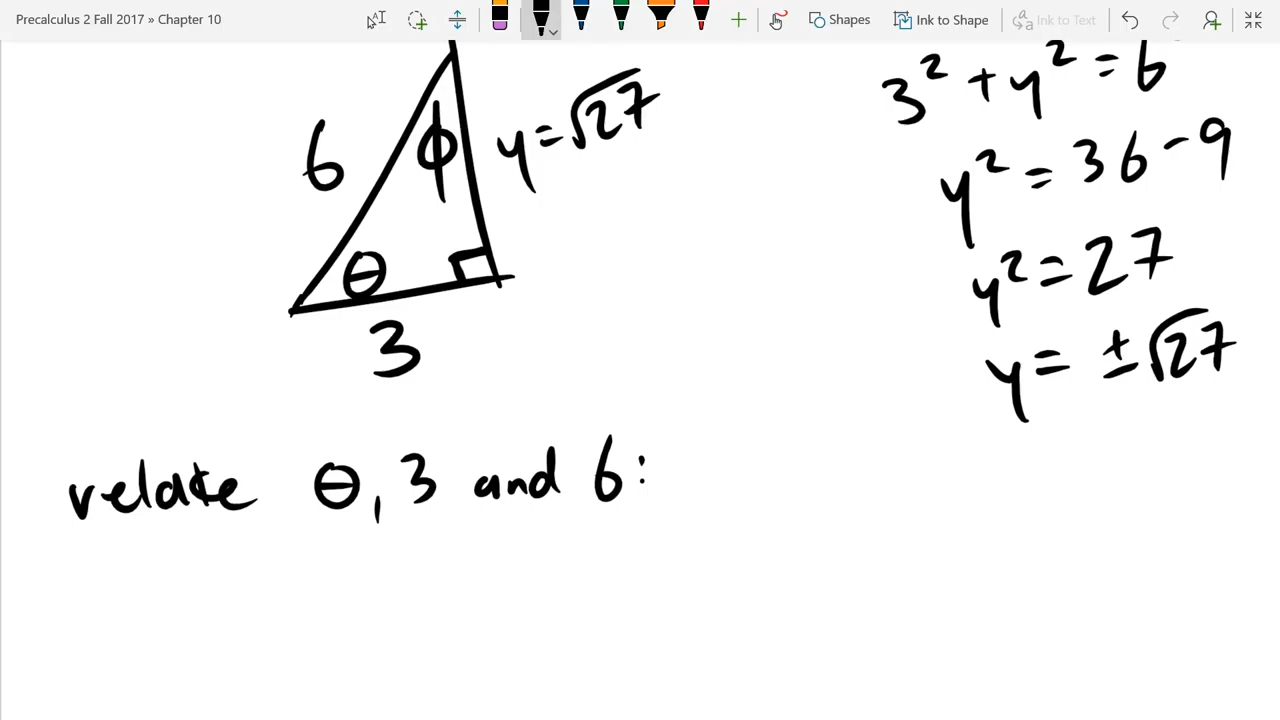 Precalculus 2 Fall 2017 » Chapter 10
Shapes
Ink to Shape
Ink to Text
3² + y² = 6
6
ϕ
y = √27
y² = 36 - 9
θ
y² = 27
3
y = ±√27
relate θ, 3 and 6: